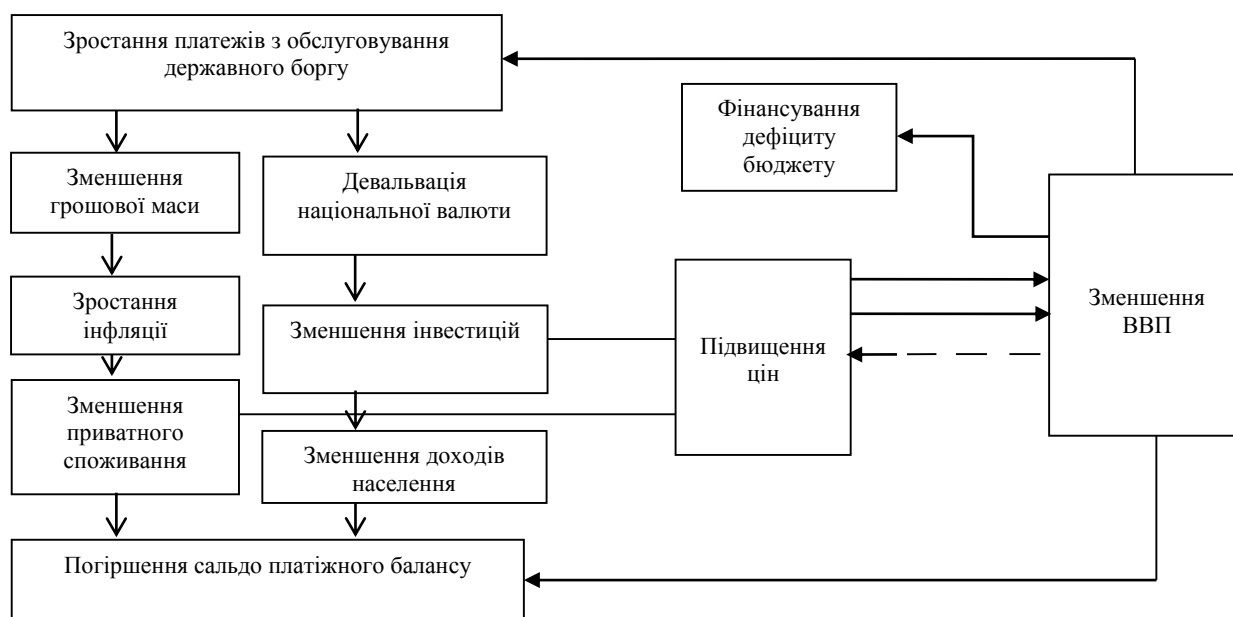 Зростання платежів з обслуговування
державного боргу
Фінансування
дефіциту
бюджету
Зменшення
грошової маси
Девальвація
національної валюти
Зростання
інфляції
Зменшення інвестицій
Підвищення
цін
Зменшення
ВВП
Зменшення
приватного
споживання
Зменшення доходів
населення
Погіршення сальдо платіжного балансу